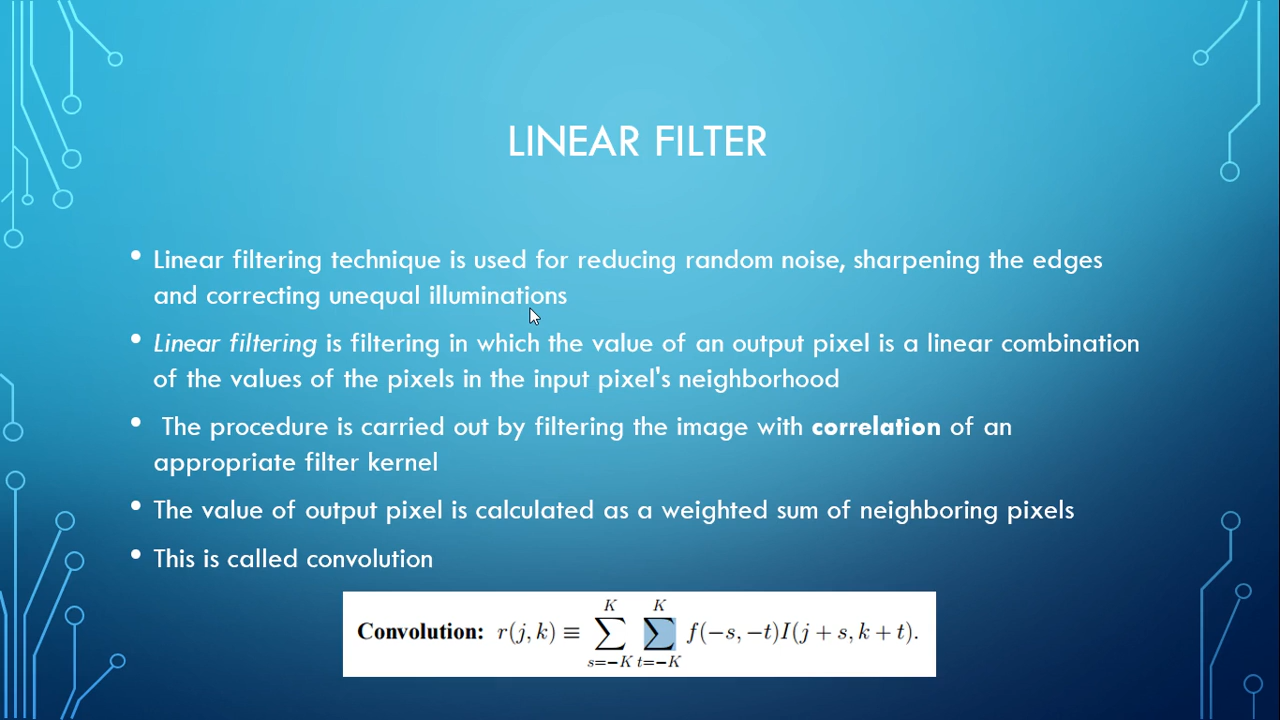 LINEAR FILTER
• Linear filtering technique is used for reducing random noise, sharpening the edges
and correcting unequal illuminations
• Linear filtering is filtering in which the value of an output pixel is a linear combination
of the values of the pixels in the input pixel's neighborhood
• The procedure is carried out by filtering the image with correlation of an
appropriate filter kernel
• The value of output pixel is calculated as a weighted sum of neighboring pixels
• This is called convolution
K K
Convolution: r(j, k) ≡ ∑ ∑ f(−s, −t)I(j + s, k + t).
s=−K t=−K